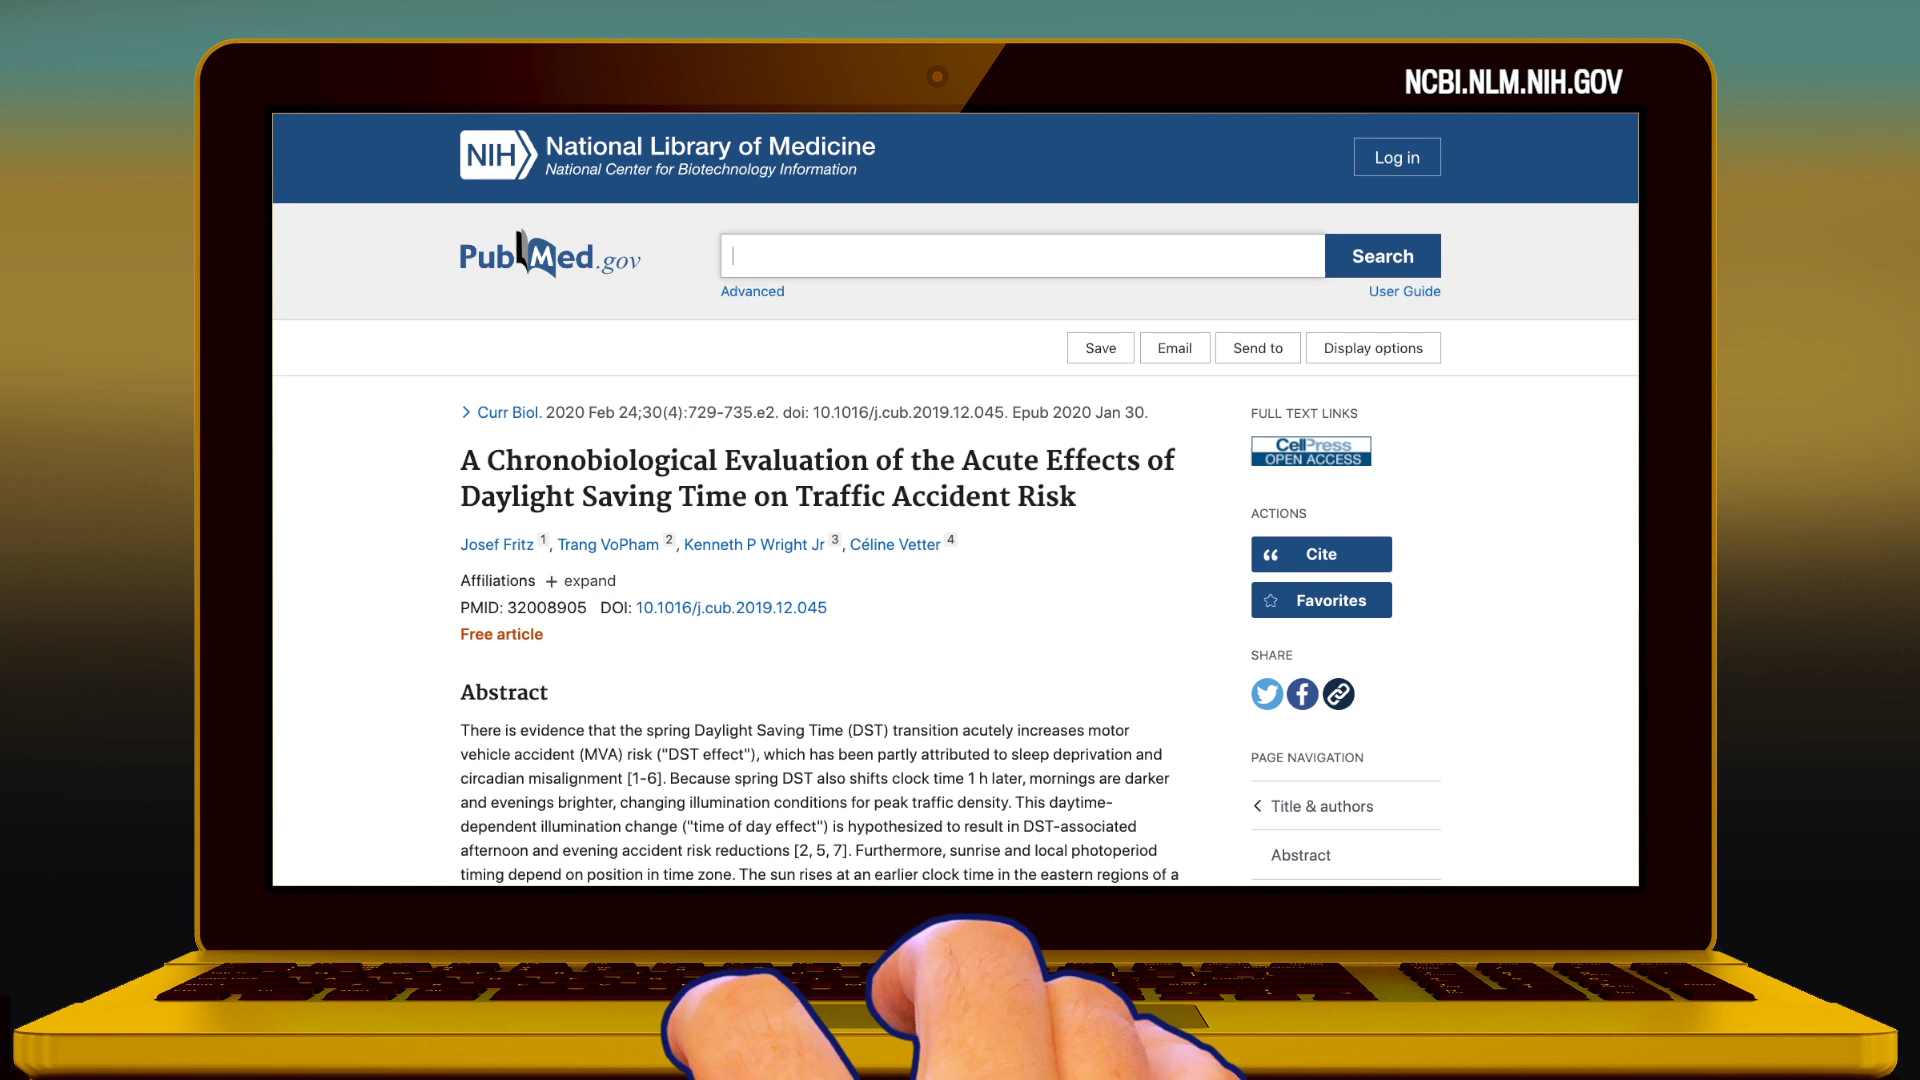 NCBI.NLM.NIH.GOV
NIH National Library of Medicine
National Center for Biotechnology Information
Log in
PubMed.gov
Search
Advanced
User Guide
Save
Email
Send to
Display options
Curr Biol. 2020 Feb 24;30(4):729-735.e2. doi: 10.1016/j.cub.2019.12.045. Epub 2020 Jan 30.
A Chronobiological Evaluation of the Acute Effects of
Daylight Saving Time on Traffic Accident Risk
Josef Fritz 1, Trang VoPham 2, Kenneth P Wright Jr 3, Céline Vetter 4
Affiliations + expand
PMID: 32008905 DOI: 10.1016/j.cub.2019.12.045
Free article
Abstract
There is evidence that the spring Daylight Saving Time (DST) transition acutely increases motor
vehicle accident (MVA) risk ("DST effect"), which has been partly attributed to sleep deprivation and
circadian misalignment [1-6]. Because spring DST also shifts clock time 1 h later, mornings are darker
and evenings brighter, changing illumination conditions for peak traffic density. This daytime-
dependent illumination change ("time of day effect") is hypothesized to result in DST-associated
afternoon and evening accident risk reductions [2, 5, 7]. Furthermore, sunrise and local photoperiod
timing depend on position in time zone. The sun rises at an earlier clock time in the eastern regions of a
FULL TEXT LINKS
CellPress
OPEN ACCESS
ACTIONS
Cite
Favorites
SHARE
PAGE NAVIGATION
Title & authors
Abstract